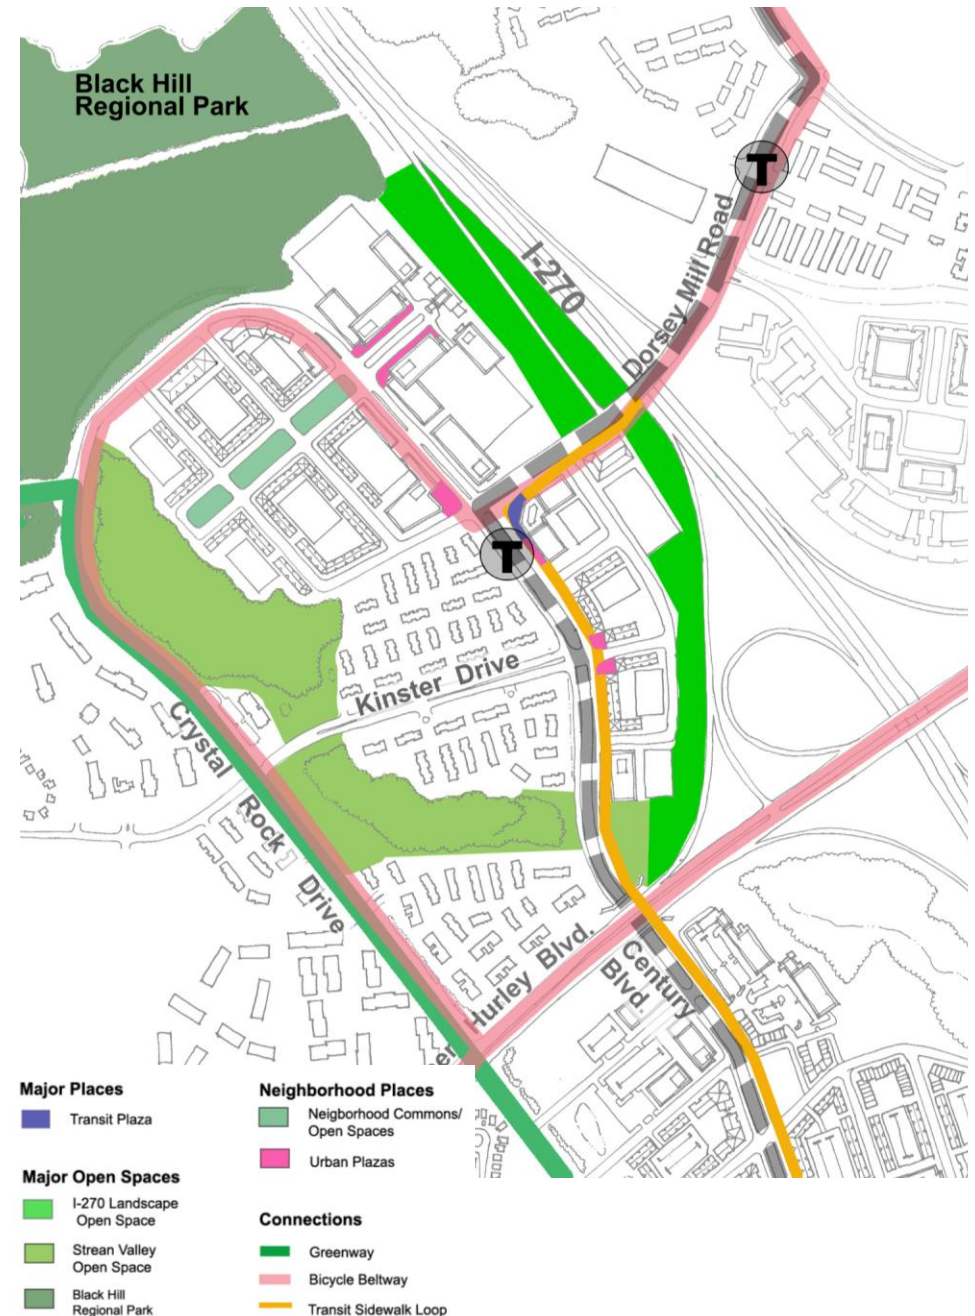 Black Hill
Regional Park
T
I-270
Dorsey Mill Road
T
Kinster Drive
Crystal
Rock
Drive
Hurley Blvd.
Century
Blvd.
Major Places
Transit Plaza
Major Open Spaces
I-270 Landscape
Open Space
Strean Valley
Open Space
Black Hill
Regional Park
Neighborhood Places
Neigborhood Commons/
Open Spaces
Urban Plazas
Connections
Greenway
Bicycle Beltway
Transit Sidewalk Loop